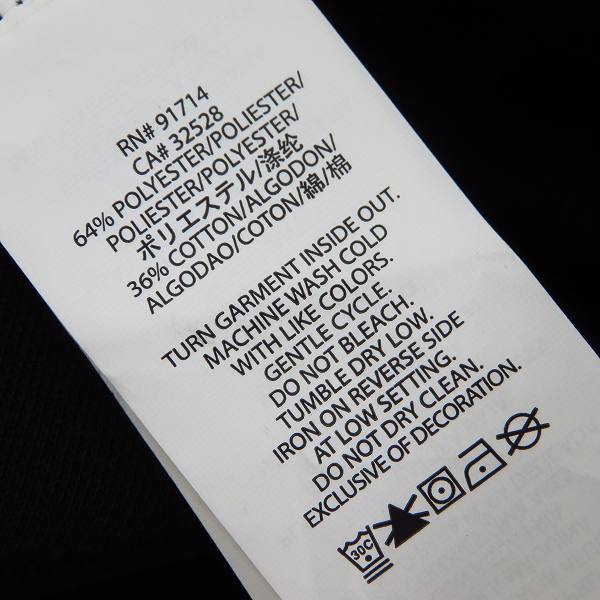 RN# 91714
CA# 32528
64% POLYESTER/POLIESTER/
POLIESTER/POLYESTER/
ポリエステル/涤纶
36% COTTON/ALGODON/
ALGODAO/COTON/綿/棉
TURN GARMENT INSIDE OUT.
MACHINE WASH COLD
WITH LIKE COLORS.
GENTLE CYCLE.
DO NOT BLEACH.
TUMBLE DRY LOW.
IRON ON REVERSE SIDE
AT LOW SETTING.
DO NOT DRY CLEAN.
EXCLUSIVE OF DECORATION.
30C